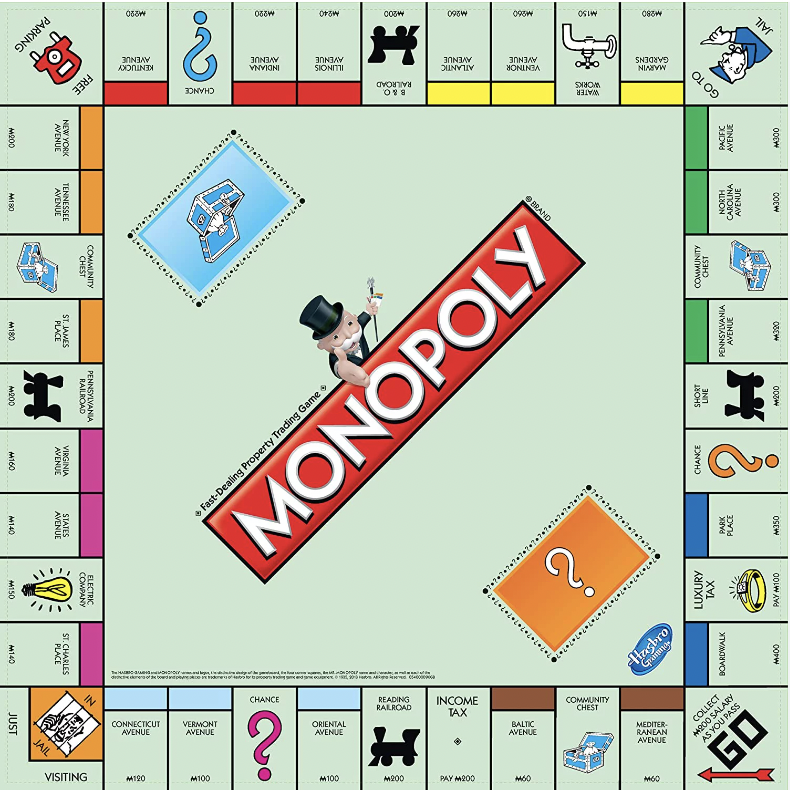 FREE
PARKING
KENTUCKY
AVENUE
₩220
CHANCE
INDIANA
AVENUE
₩220
ILLINOIS
AVENUE
₩240
B. & O.
RAILROAD
₩200
ATLANTIC
AVENUE
₩260
VENTNOR
AVENUE
₩260
WATER
WORKS
₩150
MARVIN
GARDENS
₩280
GO TO
JAIL
NEW YORK
AVENUE
₩200
TENNESSEE
AVENUE
₩180
COMMUNITY
CHEST
ST. JAMES
PLACE
₩180
PENNSYLVANIA
RAILROAD
₩200
VIRGINIA
AVENUE
₩160
STATES
AVENUE
₩140
ELECTRIC
COMPANY
₩150
ST. CHARLES
PLACE
₩140
® BRAND
MONOPOLY
Fast-Dealing Property Trading Game
?
Hasbro
Gaming
PACIFIC
AVENUE
₩300
NORTH
CAROLINA
AVENUE
₩300
COMMUNITY
CHEST
PENNSYLVANIA
AVENUE
₩320
SHORT
LINE
₩200
CHANCE
PARK
PLACE
₩350
LUXURY
TAX
PAY ₩100
BOARDWALK
₩400
JUST
VISITING
IN
JAIL
CONNECTICUT
AVENUE
₩120
VERMONT
AVENUE
₩100
CHANCE
ORIENTAL
AVENUE
₩100
READING
RAILROAD
₩200
INCOME
TAX
PAY ₩200
BALTIC
AVENUE
₩60
COMMUNITY
CHEST
MEDITER-
RANEAN
AVENUE
₩60
COLLECT
₩200 SALARY
AS YOU PASS
GO